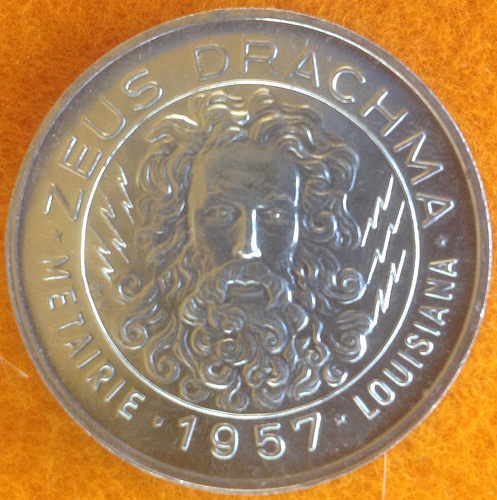 ZEUS DRACHMA
METAIRIE · 1957 · LOUISIANA